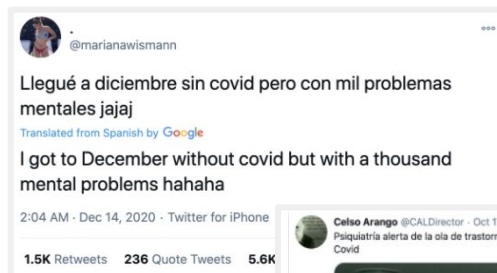 .
@marianawismann
Llegué a diciembre sin covid pero con mil problemas
mentales jajaj
Translated from Spanish by Google
I got to December without covid but with a thousand
mental problems hahaha
2:04 AM · Dec 14, 2020 · Twitter for iPhone
1.5K Retweets 236 Quote Tweets 5.6K
Celso Arango @CALDirector · Oct 1
Psiquiatría alerta de la ola de trastorn
Covid